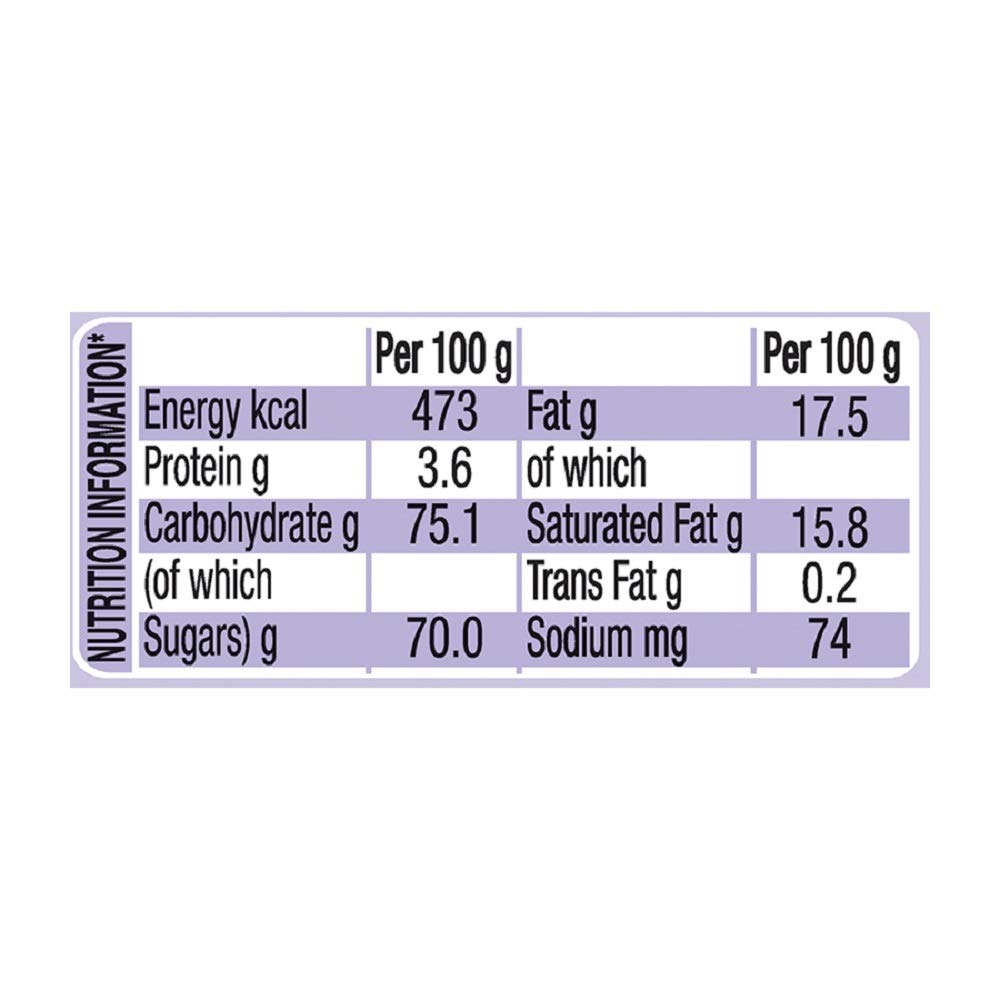 NUTRITION INFORMATION*
Per 100 g Per 100 g
Energy kcal 473 Fat g 17.5
Protein g 3.6 of which
Carbohydrate g 75.1 Saturated Fat g 15.8
(of which Trans Fat g 0.2
Sugars) g 70.0 Sodium mg 74